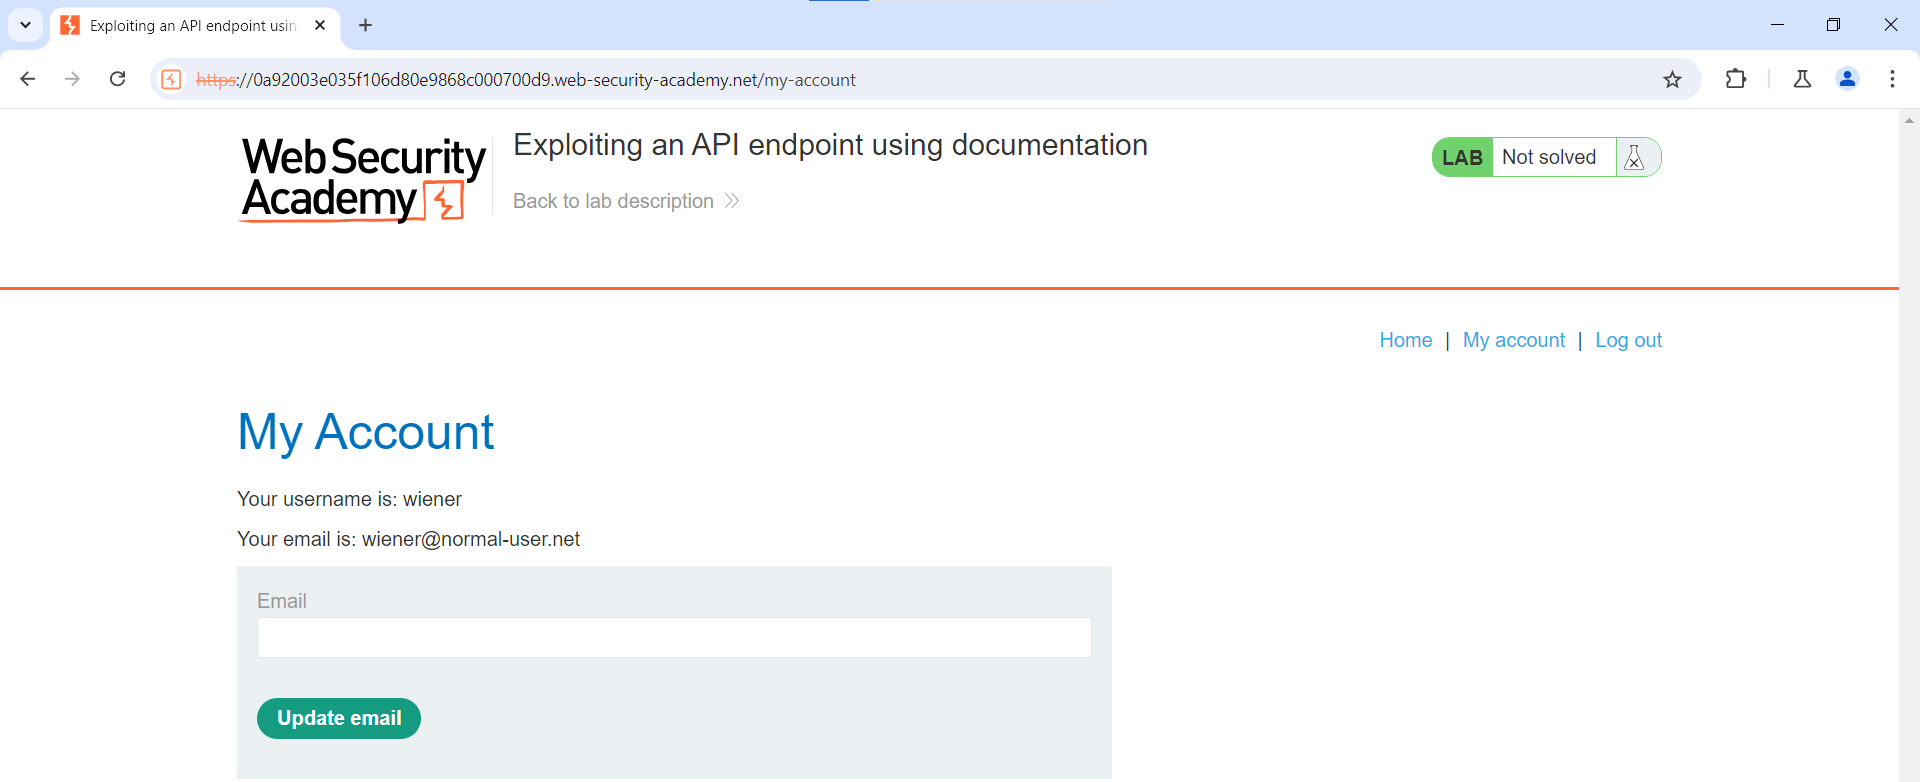 Exploiting an API endpoint usin
https://0a92003e035f106d80e9868c000700d9.web-security-academy.net/my-account
Web Security
Academy
Exploiting an API endpoint using documentation
Back to lab description
LAB Not solved
Home | My account | Log out
My Account
Your username is: wiener
Your email is: wiener@normal-user.net
Email
Update email